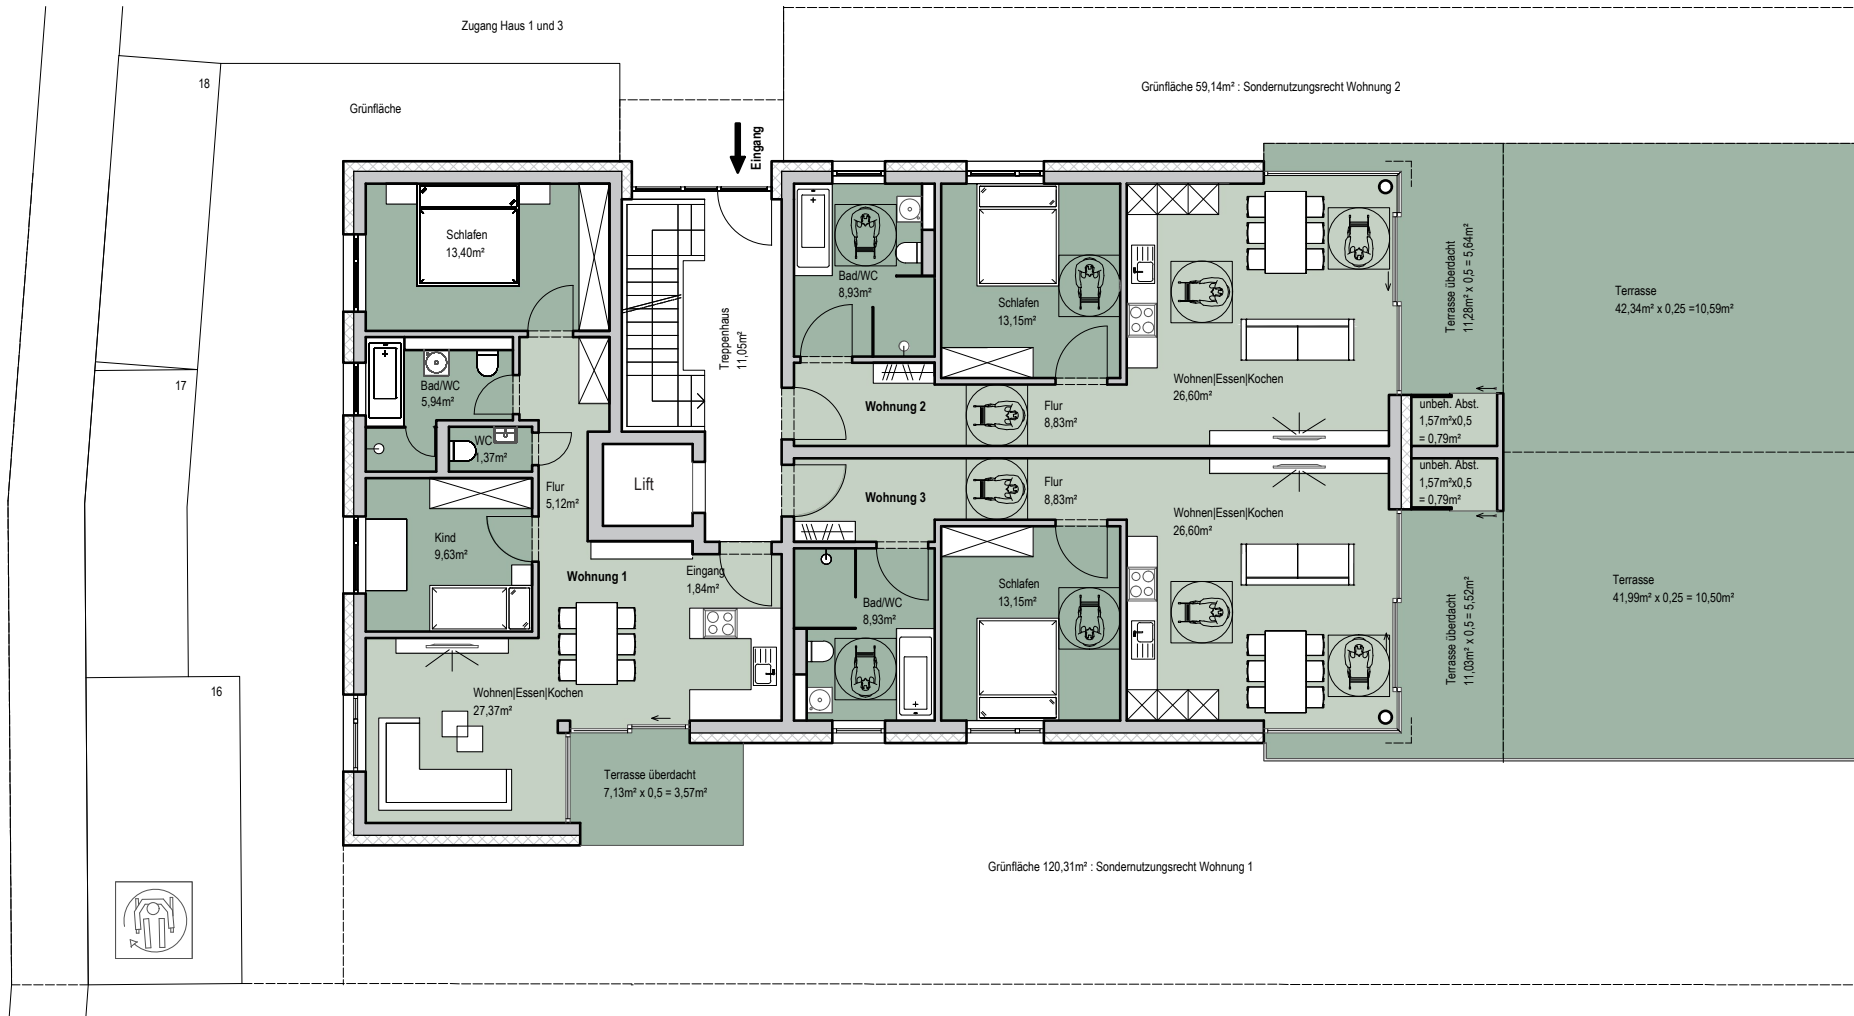 Zugang Haus 1 und 3
18
Grünfläche
Grünfläche 59,14m² : Sondernutzungsrecht Wohnung 2
Eingang
Schlafen
13,40m²
Treppenhaus
11,05m²
Bad/WC
8,93m²
Schlafen
13,15m²
Terrasse überdacht
11,28m² x 0,5 = 5,64m²
Terrasse
42,34m² x 0,25 =10,59m²
17
Bad/WC
5,94m²
Wohnung 2
Flur
8,83m²
Wohnen|Essen|Kochen
26,60m²
unbeh. Abst.
1,57m²x0,5
= 0,79m²
WC
1,37m²
Flur
5,12m²
Lift
Wohnung 3
Flur
8,83m²
Wohnen|Essen|Kochen
26,60m²
unbeh. Abst.
1,57m²x0,5
= 0,79m²
Kind
9,63m²
Wohnung 1
Eingang
1,84m²
Bad/WC
8,93m²
Schlafen
13,15m²
Terrasse überdacht
11,03m² x 0,5 = 5,52m²
Terrasse
41,99m² x 0,25 = 10,50m²
16
Wohnen|Essen|Kochen
27,37m²
Terrasse überdacht
7,13m² x 0,5 = 3,57m²
Grünfläche 120,31m² : Sondernutzungsrecht Wohnung 1